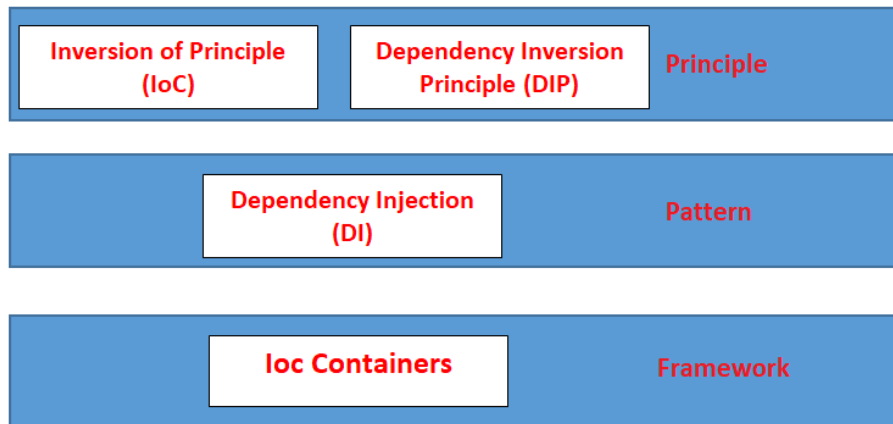 Inversion of Principle
(IoC)
Dependency Inversion
Principle (DIP)
Principle
Dependency Injection
(DI)
Pattern
Ioc Containers
Framework